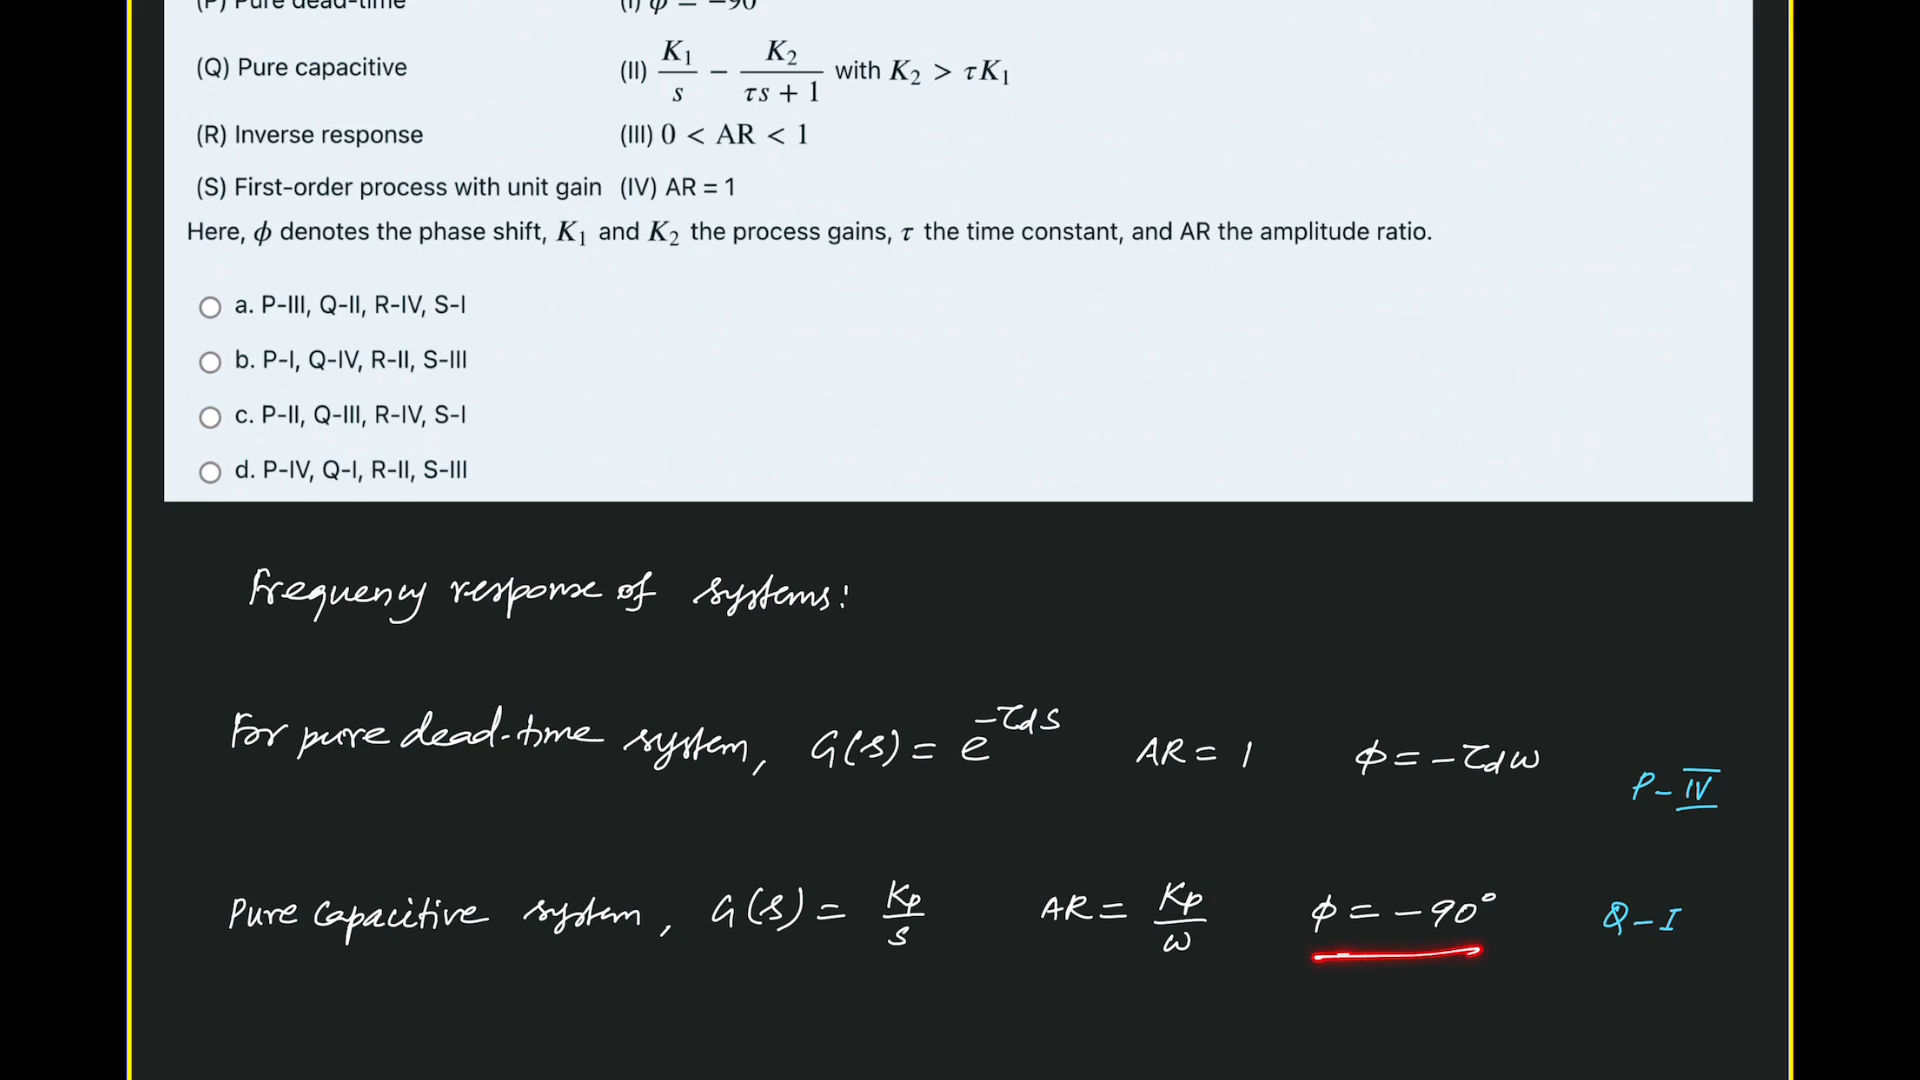 (P) Pure dead-time (I) ϕ = −90°
(Q) Pure capacitive (II) K₁/s − K₂/(τs + 1) with K₂ > τK₁
(R) Inverse response (III) 0 < AR < 1
(S) First-order process with unit gain (IV) AR = 1
Here, ϕ denotes the phase shift, K₁ and K₂ the process gains, τ the time constant, and AR the amplitude ratio.
a. P-III, Q-II, R-IV, S-I
b. P-I, Q-IV, R-II, S-III
c. P-II, Q-III, R-IV, S-I
d. P-IV, Q-I, R-II, S-III
Frequency response of systems:
For pure dead-time system, G(s) = e^(−τds) AR = 1 ϕ = −τdω
P-IV
Pure Capacitive system, G(s) = Kp/s AR = Kp/ω ϕ = −90° Q-I